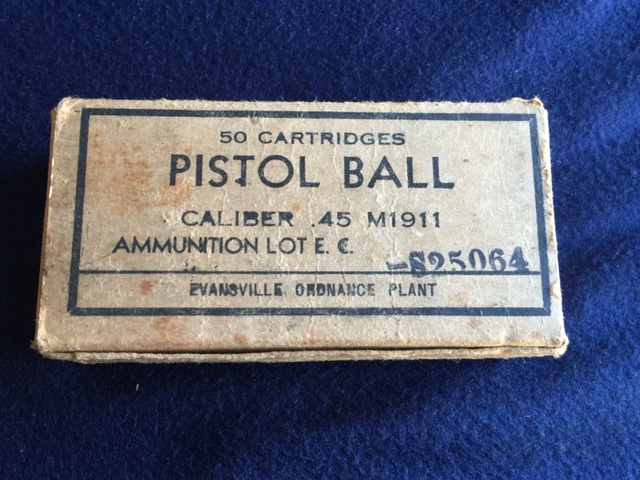 50 CARTRIDGES
PISTOL BALL
CALIBER .45 M1911
AMMUNITION LOT E. C. -S25064
EVANSVILLE ORDNANCE PLANT